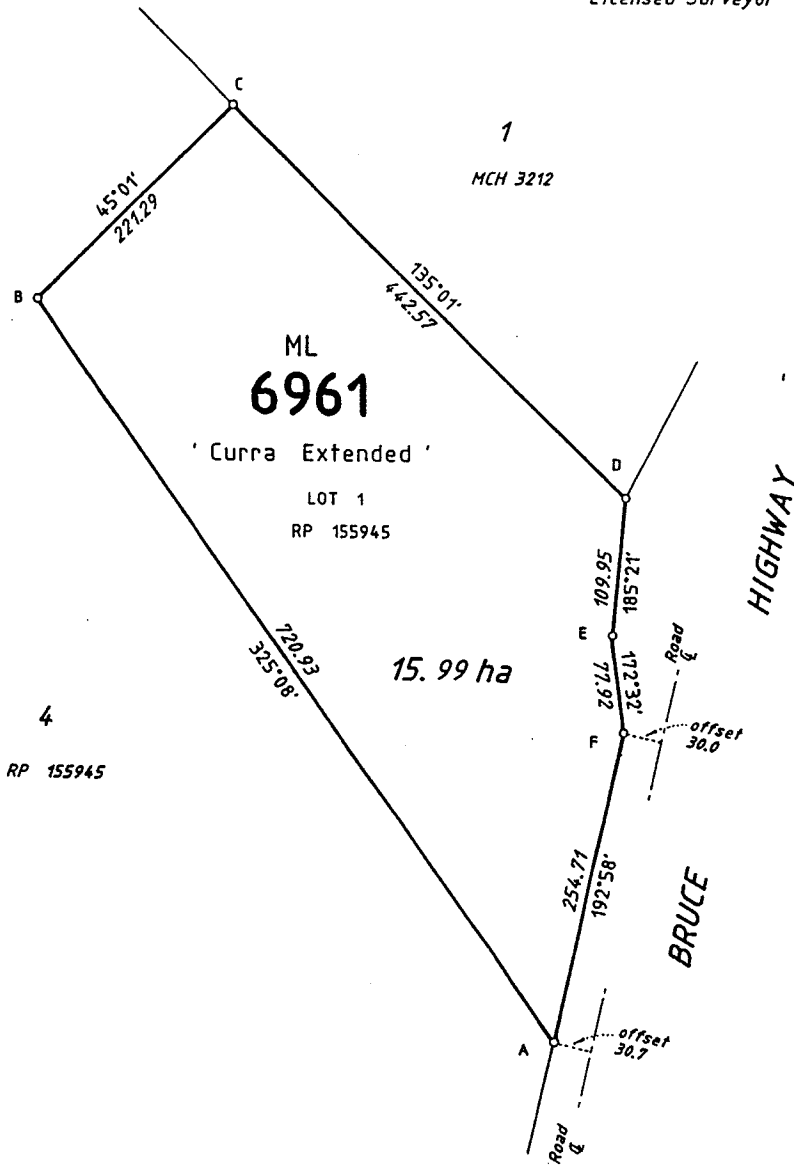 Licensed Surveyor
C
1
MCH 3212
45°01'
221.29
135°01'
442.57
B
ML
6961
' Curra Extended '
LOT 1
RP 155945
D
HIGHWAY
109.95
185°21'
E
Road
℄
720.93
325°08'
15.99 ha
172°32'
77.92
4
RP 155945
F
offset
30.0
254.71
192°58'
BRUCE
A
offset
30.7
Road
℄